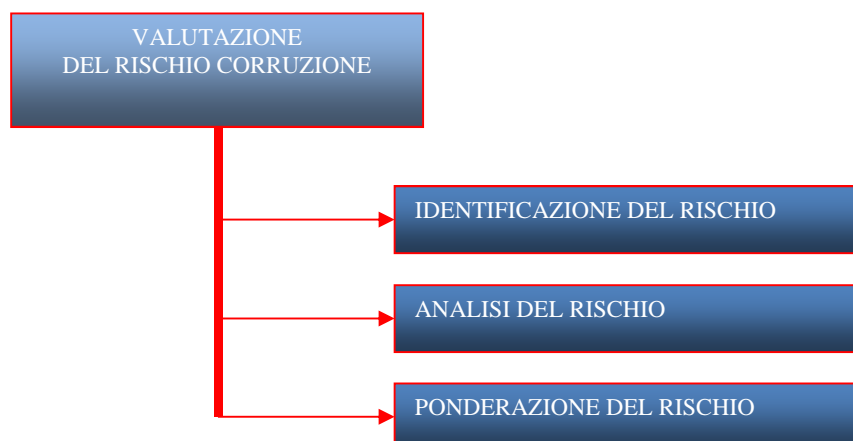 VALUTAZIONE
DEL RISCHIO CORRUZIONE
IDENTIFICAZIONE DEL RISCHIO
ANALISI DEL RISCHIO
PONDERAZIONE DEL RISCHIO